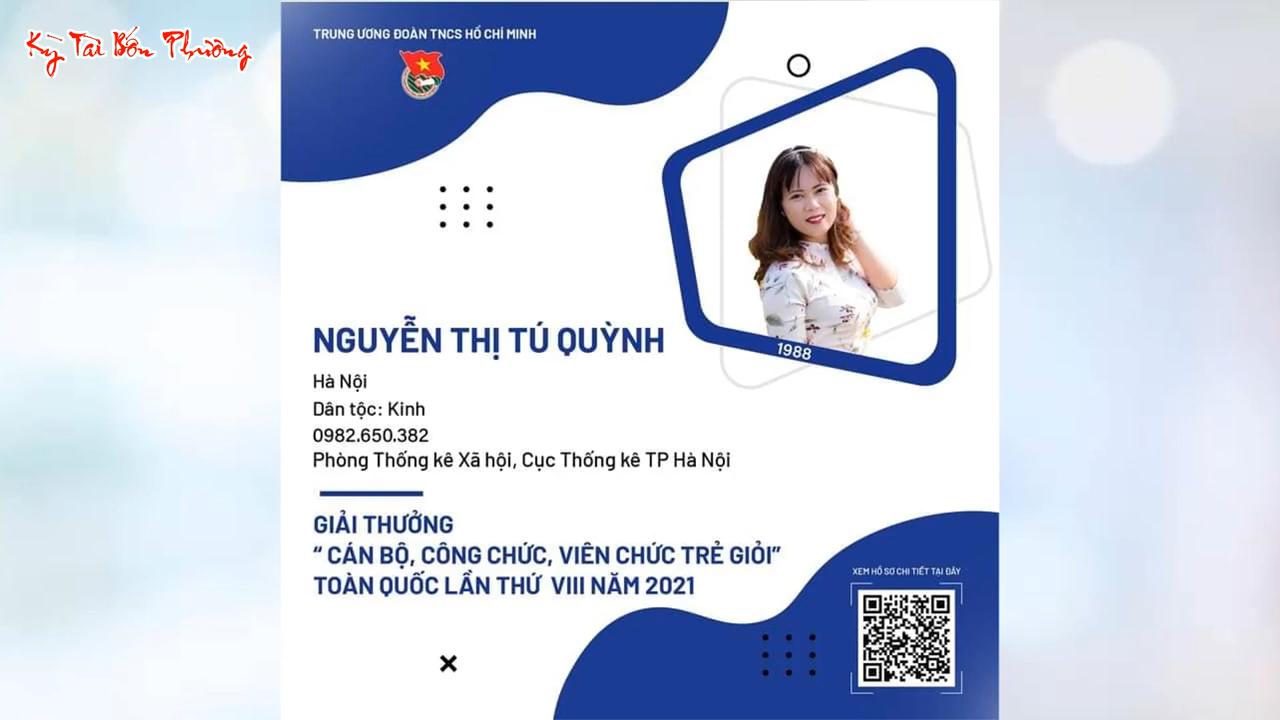 Kỳ Tài Bốn Phương
TRUNG ƯƠNG ĐOÀN TNCS HỒ CHÍ MINH
1988
NGUYỄN THỊ TÚ QUỲNH
Hà Nội
Dân tộc: Kinh
0982.650.382
Phòng Thống kê Xã hội, Cục Thống kê TP Hà Nội
GIẢI THƯỞNG
“ CÁN BỘ, CÔNG CHỨC, VIÊN CHỨC TRẺ GIỎI”
TOÀN QUỐC LẦN THỨ VIII NĂM 2021
XEM HỒ SƠ CHI TIẾT TẠI ĐÂY